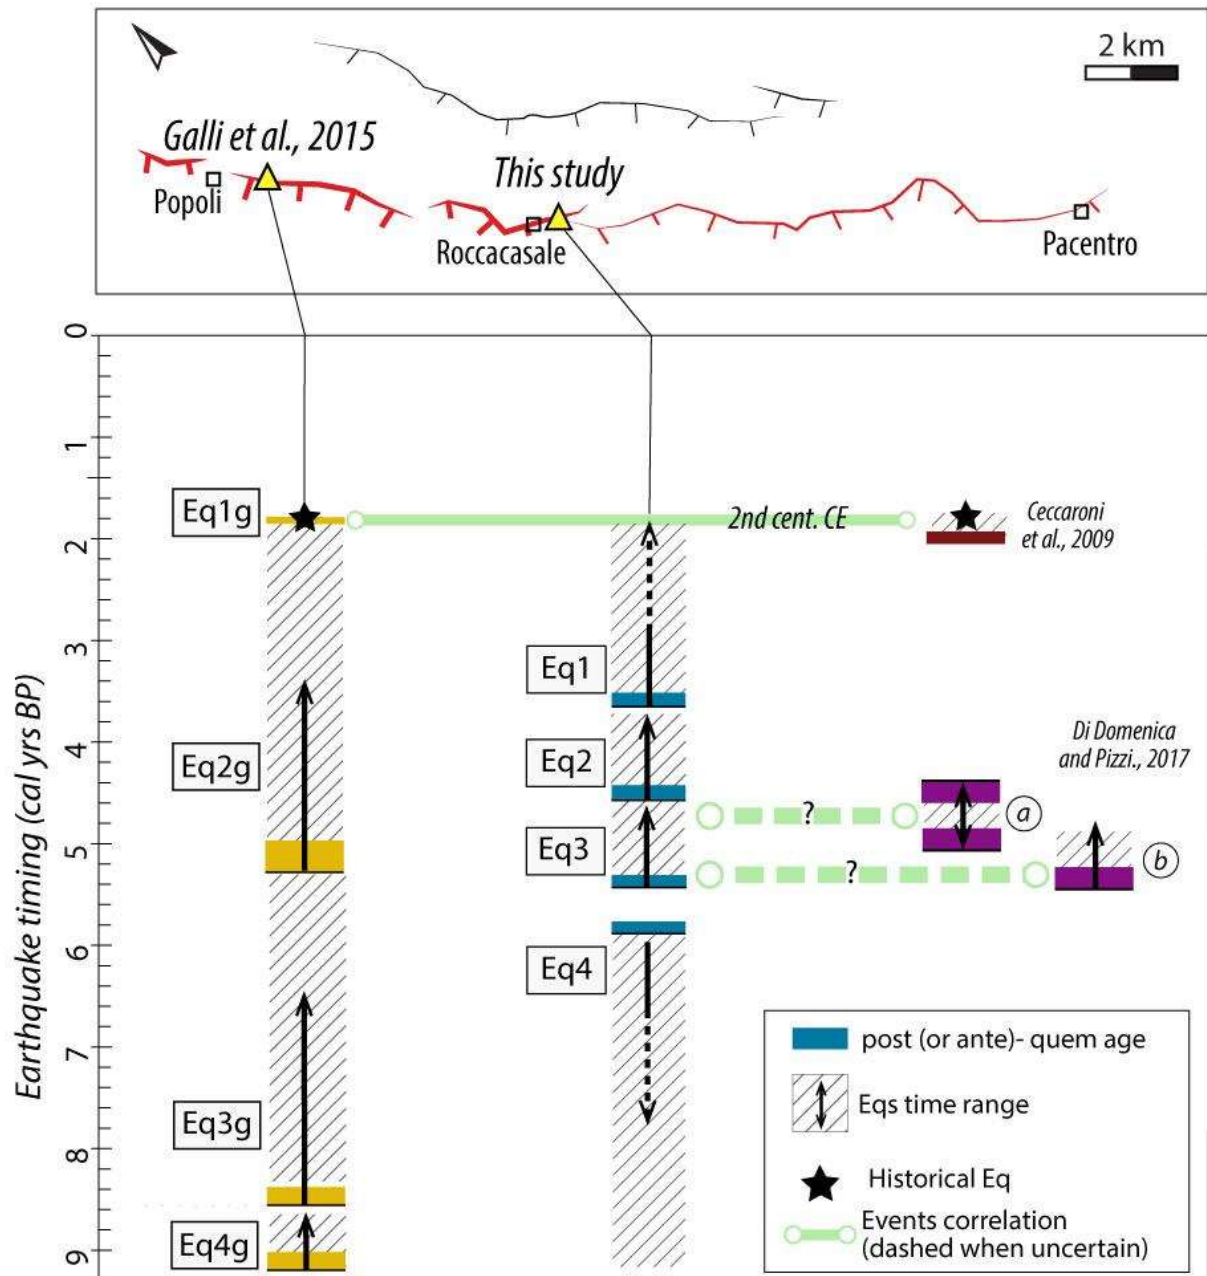 2 km
Galli et al., 2015
This study
Popoli
Roccacasale
Pacentro
Earthquake timing (cal yrs BP)
0
1
2
3
4
5
6
7
8
9
Eq1g
2nd cent. CE
Ceccaroni
et al., 2009
Eq1
Eq2g
Eq2
Di Domenica
and Pizzi., 2017
?
a
Eq3
?
b
Eq4
Eq3g
Eq4g
post (or ante)- quem age
Eqs time range
Historical Eq
Events correlation
(dashed when uncertain)